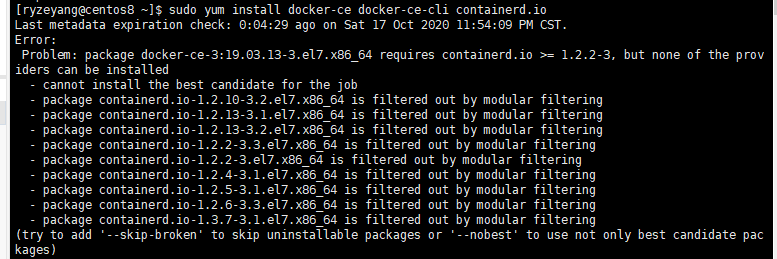 [ryzeyang@centos8 ~]$ sudo yum install docker-ce docker-ce-cli containerd.io
Last metadata expiration check: 0:04:29 ago on Sat 17 Oct 2020 11:54:09 PM CST.
Error:
 Problem: package docker-ce-3:19.03.13-3.el7.x86_64 requires containerd.io >= 1.2.2-3, but none of the prov
iders can be installed
  - cannot install the best candidate for the job
  - package containerd.io-1.2.10-3.2.el7.x86_64 is filtered out by modular filtering
  - package containerd.io-1.2.13-3.1.el7.x86_64 is filtered out by modular filtering
  - package containerd.io-1.2.13-3.2.el7.x86_64 is filtered out by modular filtering
  - package containerd.io-1.2.2-3.3.el7.x86_64 is filtered out by modular filtering
  - package containerd.io-1.2.2-3.el7.x86_64 is filtered out by modular filtering
  - package containerd.io-1.2.4-3.1.el7.x86_64 is filtered out by modular filtering
  - package containerd.io-1.2.5-3.1.el7.x86_64 is filtered out by modular filtering
  - package containerd.io-1.2.6-3.3.el7.x86_64 is filtered out by modular filtering
  - package containerd.io-1.3.7-3.1.el7.x86_64 is filtered out by modular filtering
(try to add '--skip-broken' to skip uninstallable packages or '--nobest' to use not only best candidate pac
kages)